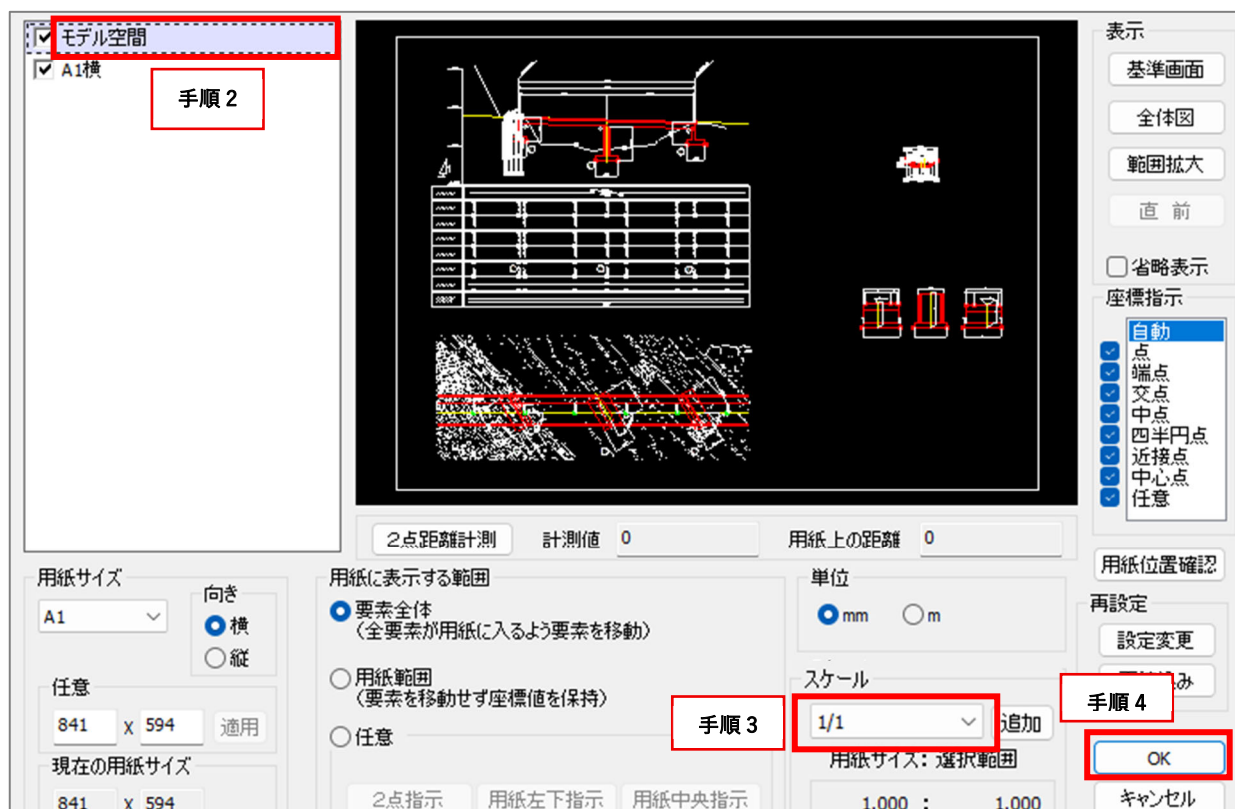 モデル空間
A1横
手順2
表示
基準画面
全体図
範囲拡大
直 前
省略表示
座標指示
自動
点
端点
交点
中点
四半円点
近接点
中心点
任意
2点距離計測
計測値
0
用紙上の距離
0
用紙位置確認
用紙サイズ
A1
向き
横
縦
任意
841 x 594
適用
現在の用紙サイズ
841 x 594
用紙に表示する範囲
要素全体
(全要素が用紙に入るよう要素を移動)
用紙範囲
(要素を移動せず座標値を保持)
任意
2点指示
用紙左下指示
用紙中央指示
単位
mm
m
スケール
手順3
1/1
追加
用紙サイズ: 選択範囲
1.000 : 1.000
再設定
設定変更
み
手順4
OK
キャンセル